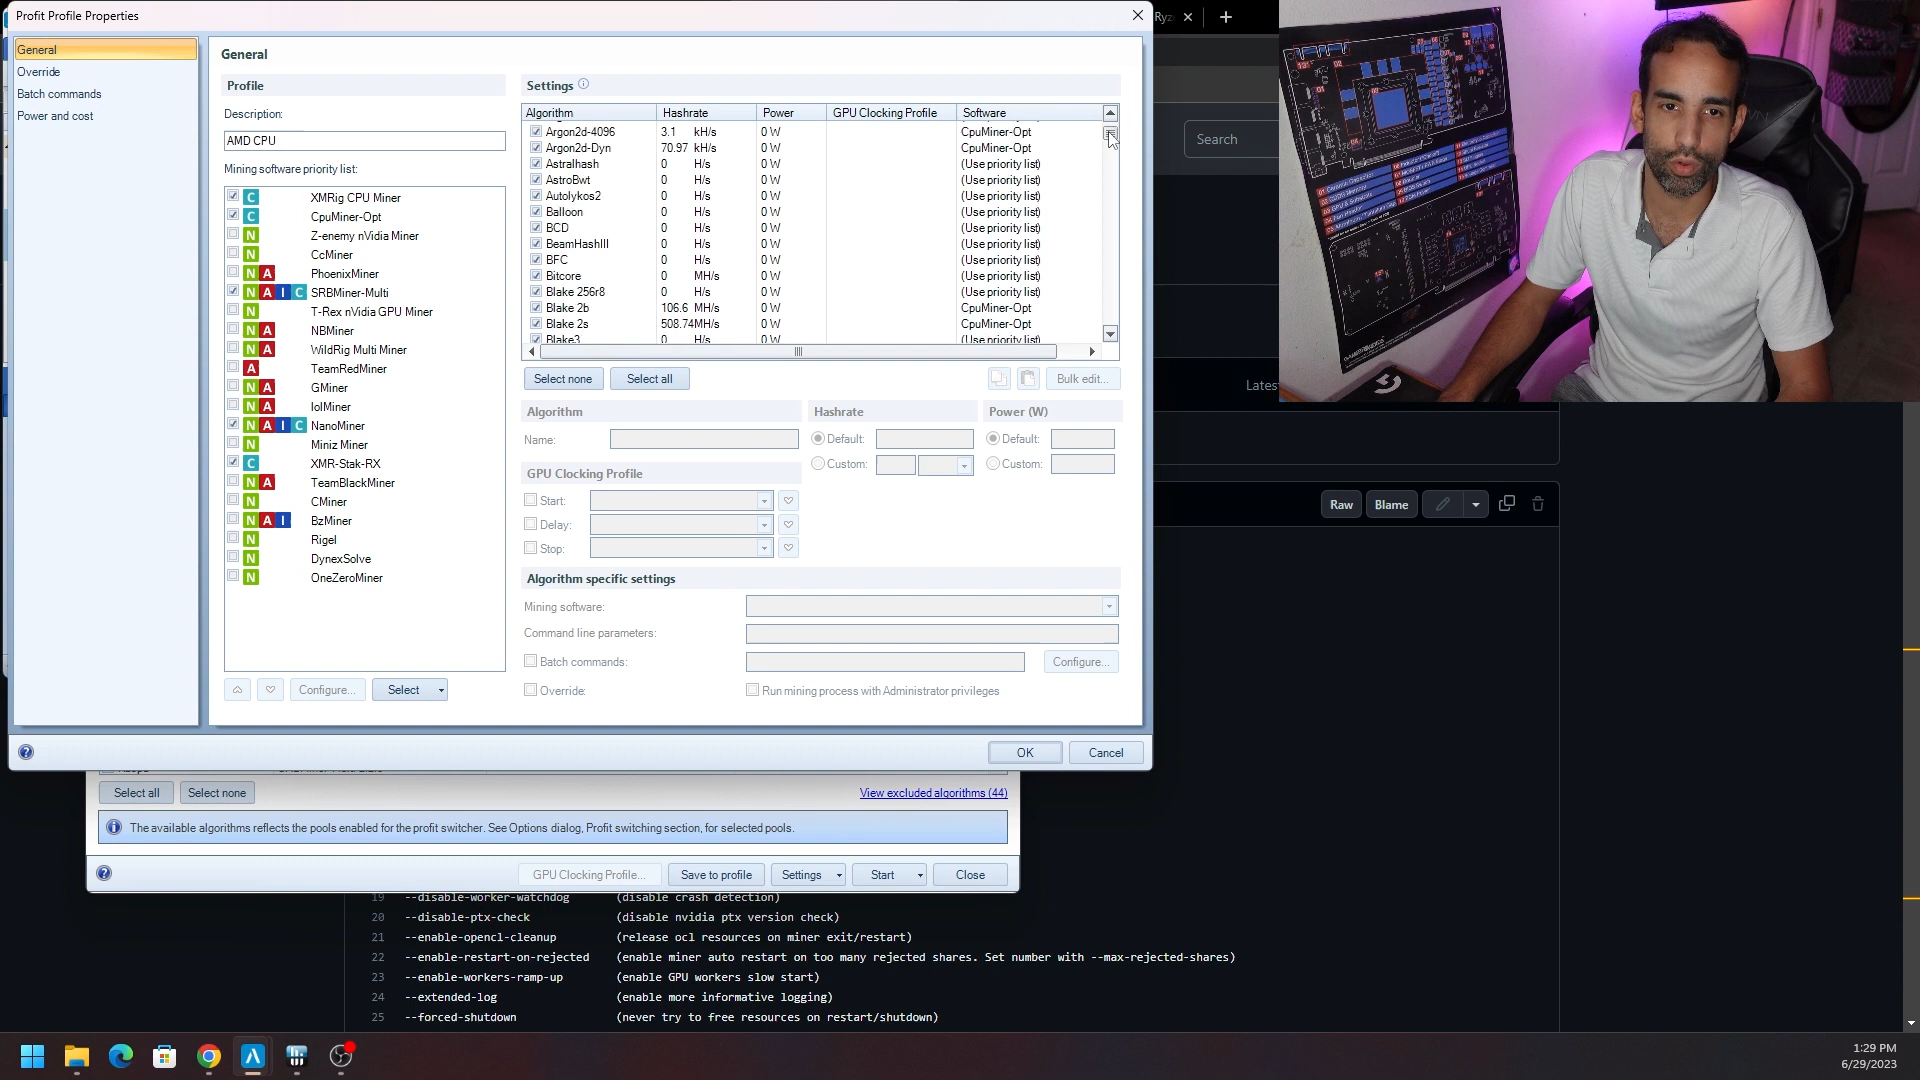 Profit Profile Properties
Ryz
General
Override
Batch commands
Power and cost
General
Profile
Description:
AMD CPU
Mining software priority list:
C XMRig CPU Miner
C CpuMiner-Opt
N Z-enemy nVidia Miner
N CcMiner
N A PhoenixMiner
N A I C SRBMiner-Multi
N T-Rex nVidia GPU Miner
N A NBMiner
N A WildRig Multi Miner
A TeamRedMiner
N A GMiner
N A lolMiner
N A I C NanoMiner
N Miniz Miner
C XMR-Stak-RX
N A TeamBlackMiner
N CMiner
N A I BzMiner
N Rigel
N DynexSolve
N OneZeroMiner
Configure...
Select
Settings
Algorithm Hashrate Power GPU Clocking Profile Software
Argon2d-4096 3.1 kH/s 0 W CpuMiner-Opt
Argon2d-Dyn 70.97 kH/s 0 W CpuMiner-Opt
Astralhash 0 H/s 0 W (Use priority list)
AstroBwt 0 H/s 0 W (Use priority list)
Autolykos2 0 H/s 0 W (Use priority list)
Balloon 0 H/s 0 W (Use priority list)
BCD 0 H/s 0 W (Use priority list)
BeamHashIII 0 H/s 0 W (Use priority list)
BFC 0 H/s 0 W (Use priority list)
Bitcore 0 MH/s 0 W (Use priority list)
Blake 256r8 0 H/s 0 W (Use priority list)
Blake 2b 106.6 MH/s 0 W CpuMiner-Opt
Blake 2s 508.74 MH/s 0 W CpuMiner-Opt
Blake3 0 H/s 0 W (Use priority list)
Select none
Select all
Bulk edit...
Algorithm
Name:
Hashrate
Default:
Custom:
Power (W)
Default:
Custom:
GPU Clocking Profile
Start:
Delay:
Stop:
Algorithm specific settings
Mining software:
Command line parameters:
Batch commands:
Configure...
Override:
Run mining process with Administrator privileges
OK
Cancel
Search
Lates
Raw
Blame
Select all
Select none
View excluded algorithms (44)
The available algorithms reflects the pools enabled for the profit switcher. See Options dialog, Profit switching section, for selected pools.
GPU Clocking Profile...
Save to profile
Settings
Start
Close
19 --disable-worker-watchdog (disable crash detection)
20 --disable-ptx-check (disable nvidia ptx version check)
21 --enable-opencl-cleanup (release ocl resources on miner exit/restart)
22 --enable-restart-on-rejected (enable miner auto restart on too many rejected shares. Set number with --max-rejected-shares)
23 --enable-workers-ramp-up (enable GPU workers slow start)
24 --extended-log (enable more informative logging)
25 --forced-shutdown (never try to free resources on restart/shutdown)
1:29 PM
6/29/2023